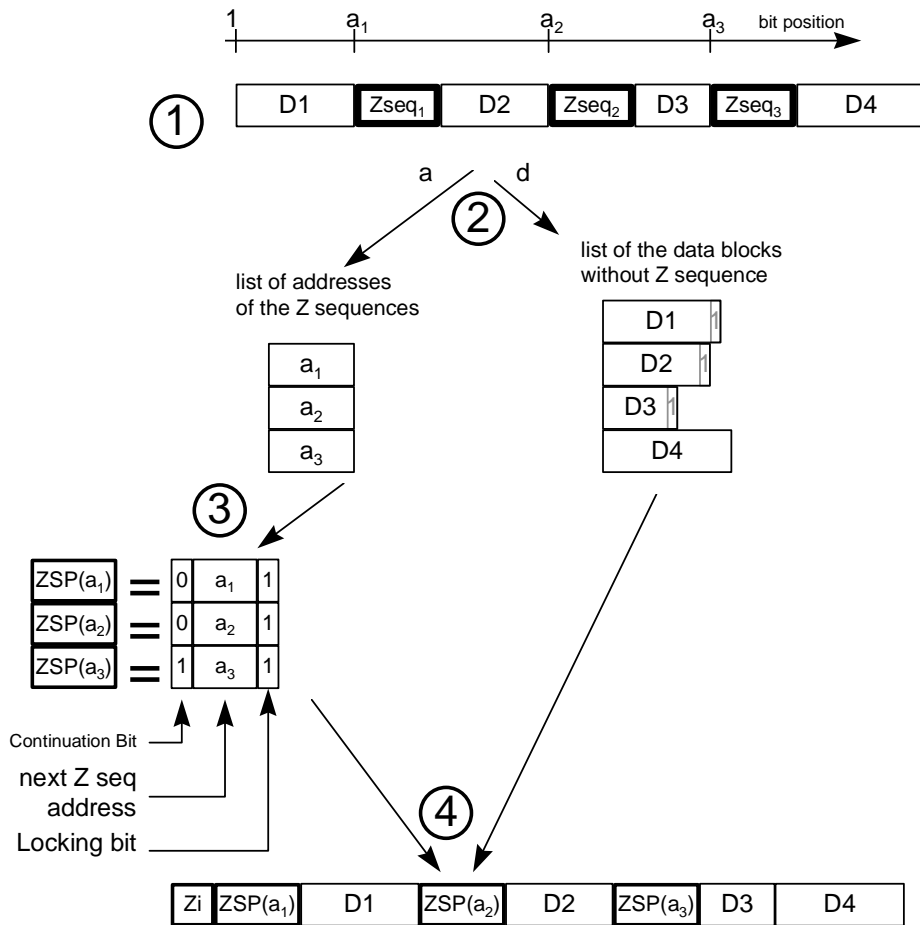 1 a₁ a₂ a₃ bit position
D1 Zseq₁ D2 Zseq₂ D3 Zseq₃ D4
1
a d
2
list of the data blocks
without Z sequence
list of addresses
of the Z sequences
D1 1
D2 1
D3 1
D4
a₁
a₂
a₃
3
ZSP(a₁) = 0 a₁ 1
ZSP(a₂) = 0 a₂ 1
ZSP(a₃) = 1 a₃ 1
Continuation Bit
next Z seq
address
Locking bit
4
Zi ZSP(a₁) D1 ZSP(a₂) D2 ZSP(a₃) D3 D4